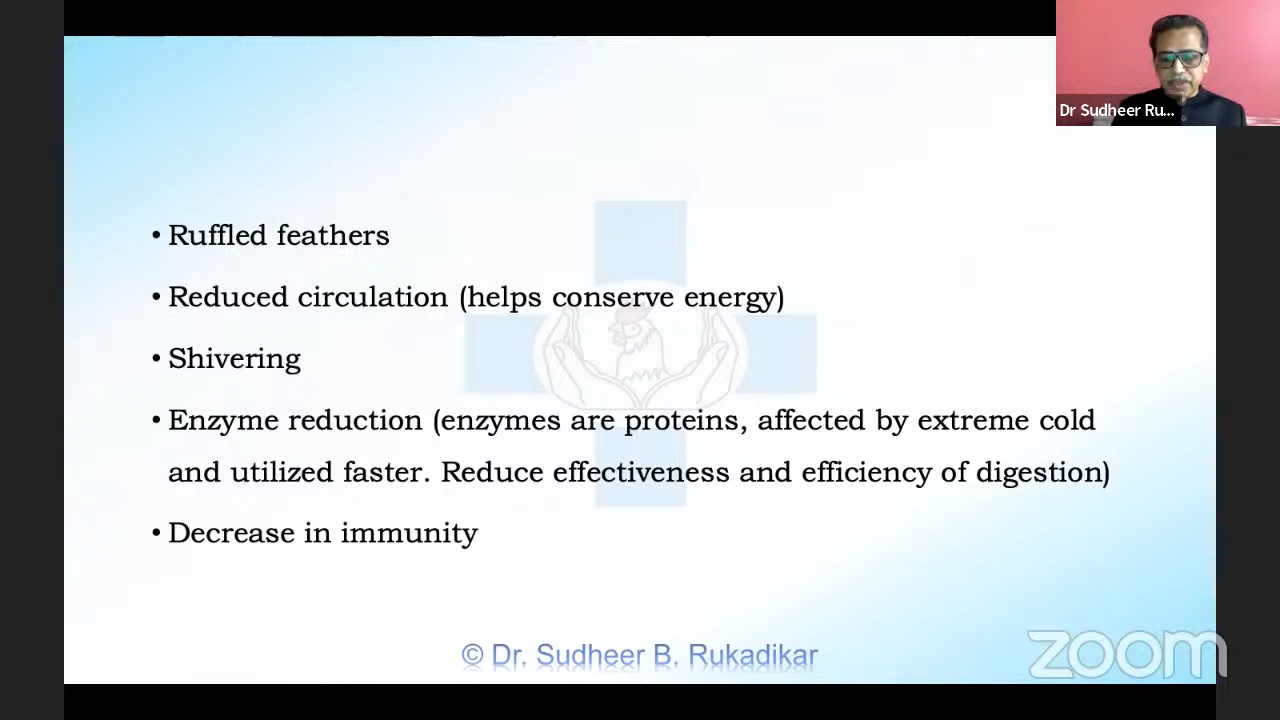 Dr Sudheer Ru...
• Ruffled feathers
• Reduced circulation (helps conserve energy)
• Shivering
• Enzyme reduction (enzymes are proteins, affected by extreme cold
and utilized faster. Reduce effectiveness and efficiency of digestion)
• Decrease in immunity
© Dr. Sudheer B. Rukadikar
zoom